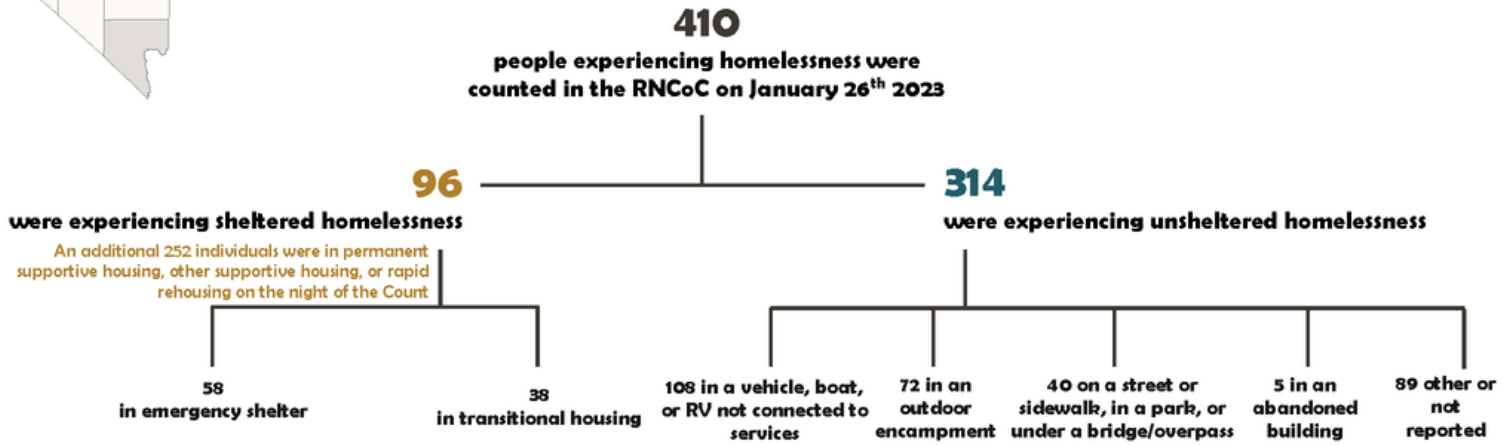 410
people experiencing homelessness were
counted in the RNCoC on January 26th 2023
96
were experiencing sheltered homelessness
An additional 252 individuals were in permanent
supportive housing, other supportive housing, or rapid
rehousing on the night of the Count
314
were experiencing unsheltered homelessness
58
in emergency shelter
38
in transitional housing
108 in a vehicle, boat,
or RV not connected to
services
72 in an
outdoor
encampment
40 on a street or
sidewalk, in a park, or
under a bridge/overpass
5 in an
abandoned
building
89 other or
not
reported